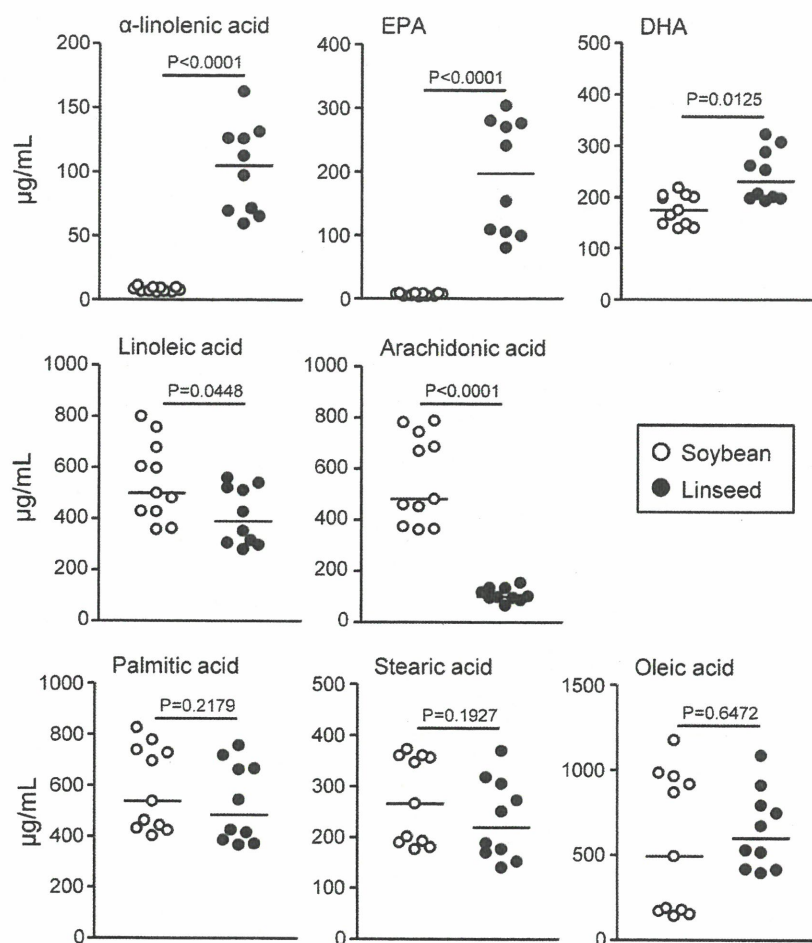 α-linolenic acid
EPA
DHA
200
150
100
50
0
P<0.0001
400
300
200
100
0
P<0.0001
500
400
300
200
100
0
P=0.0125
µg/mL
Linoleic acid
Arachidonic acid
1000
800
600
400
200
0
P=0.0448
1000
800
600
400
200
0
P<0.0001
µg/mL
Soybean
Linseed
Palmitic acid
Stearic acid
Oleic acid
1000
800
600
400
200
0
P=0.2179
500
400
300
200
100
0
P=0.1927
1500
1000
500
0
P=0.6472
µg/mL